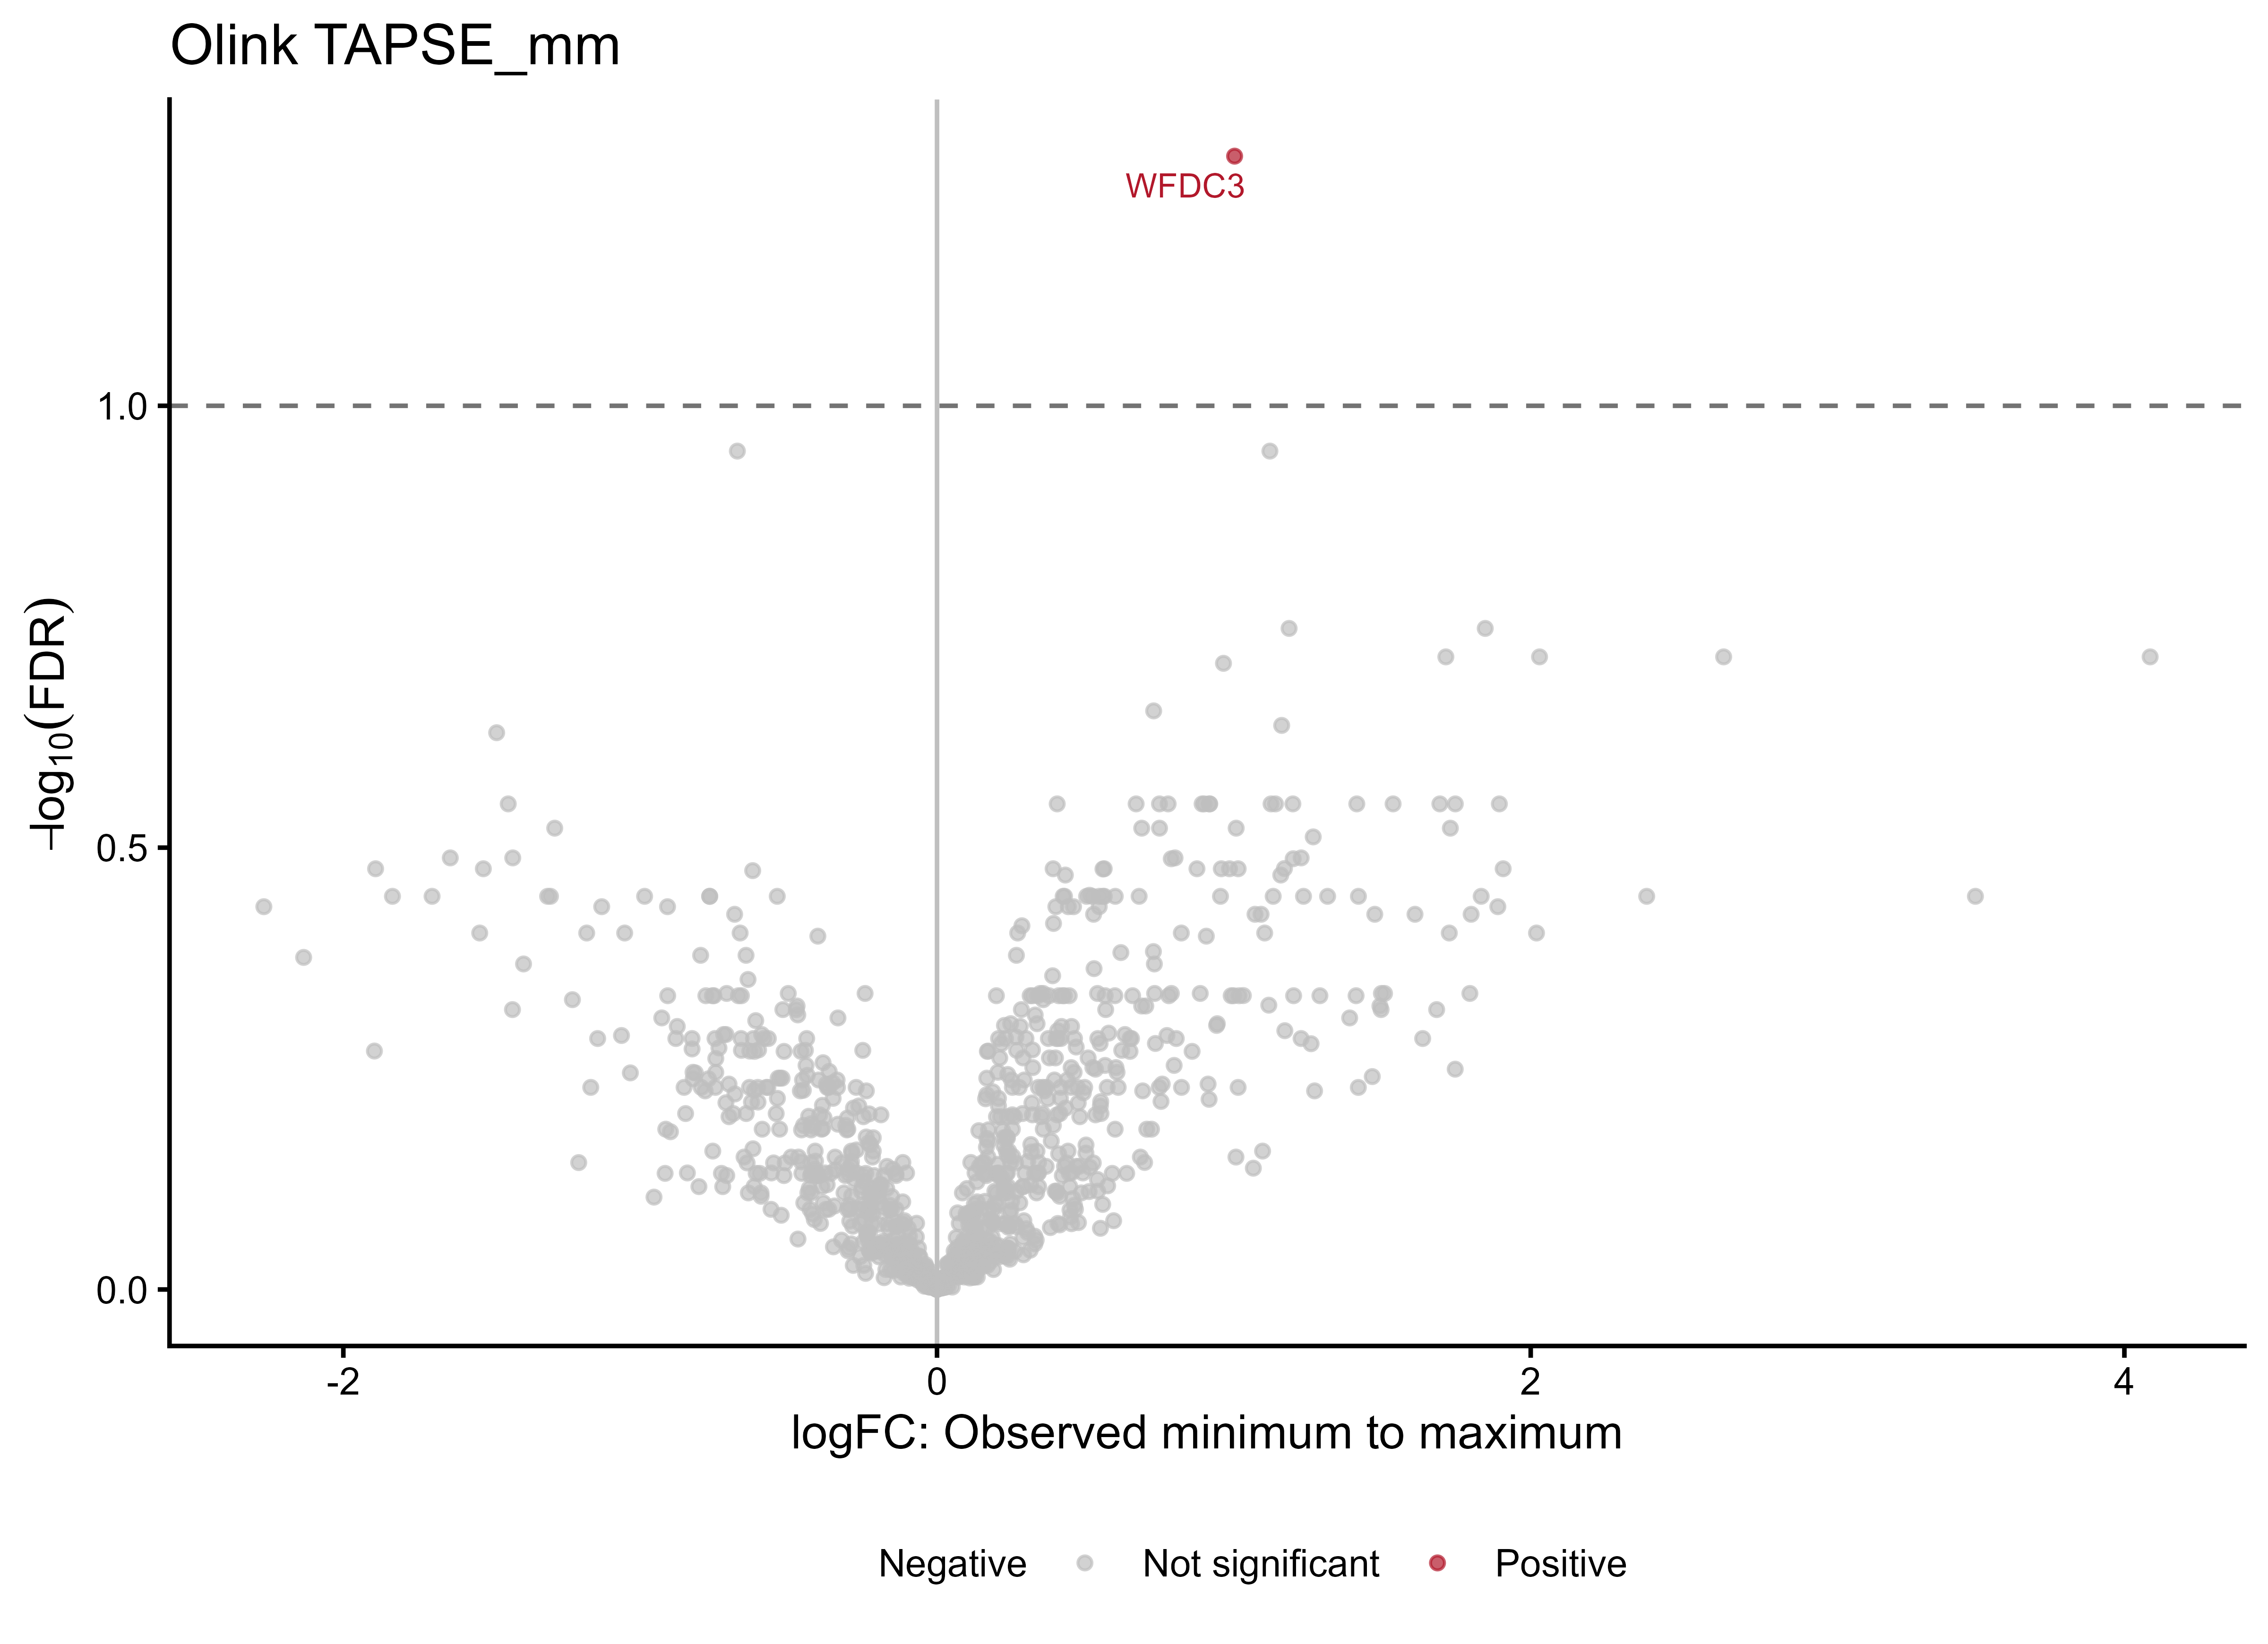 Olink TAPSE_mm
WFDC3
1.0
0.5
0.0
−log10(FDR)
-2 0 2 4
logFC: Observed minimum to maximum
Negative Not significant Positive